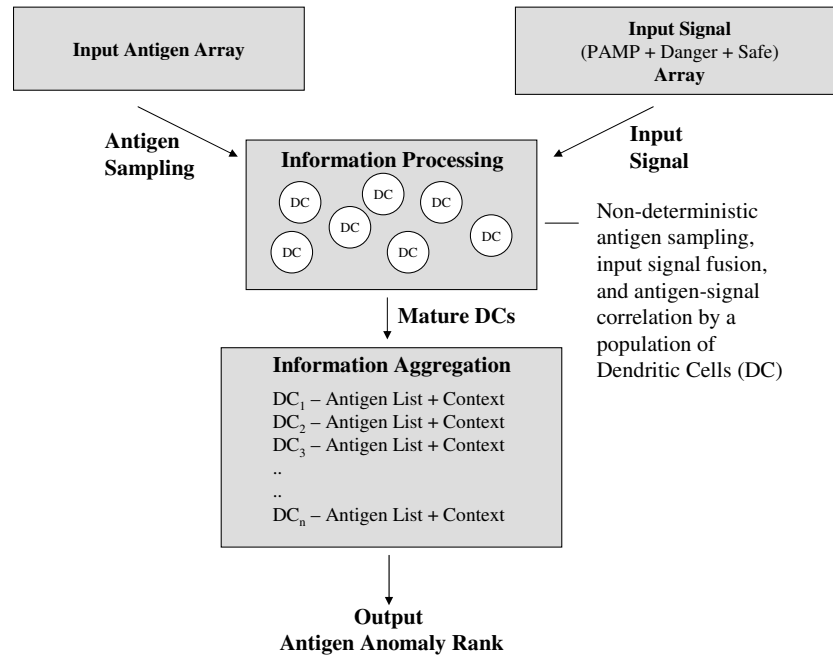 Input Antigen Array
Input Signal
(PAMP + Danger + Safe)
Array
Antigen
Sampling
Input
Signal
Information Processing
DC
DC
DC
DC
DC
DC
DC
Non-deterministic
antigen sampling,
input signal fusion,
and antigen-signal
correlation by a
population of
Dendritic Cells (DC)
Mature DCs
Information Aggregation
DC₁ – Antigen List + Context
DC₂ – Antigen List + Context
DC₃ – Antigen List + Context
..
..
DCₙ – Antigen List + Context
Output
Antigen Anomaly Rank